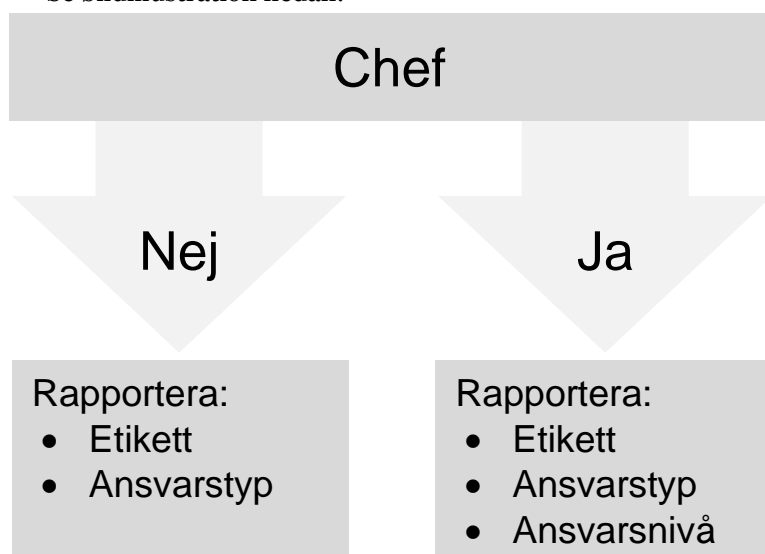 Chef
Nej
Ja
Rapportera:
• Etikett
• Ansvarstyp
Rapportera:
• Etikett
• Ansvarstyp
• Ansvarsnivå